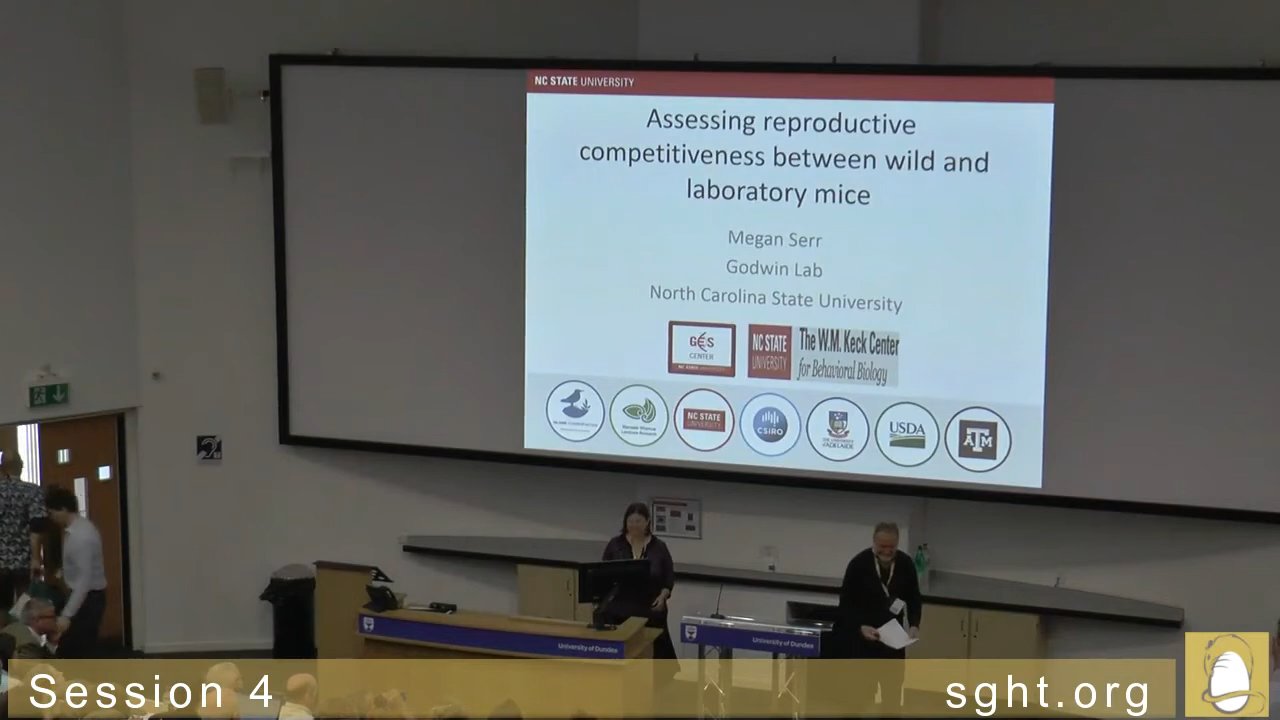 NC STATE UNIVERSITY
Assessing reproductive
competitiveness between wild and
laboratory mice
Megan Serr
Godwin Lab
North Carolina State University
CENTER
NC STATE
UNIVERSITY
The W.M. Keck Center
for Behavioral Biology
NC STATE
UNIVERSITY
CSIRO
USDA
University of Dundee
University of Dundee
Session 4
sght.org